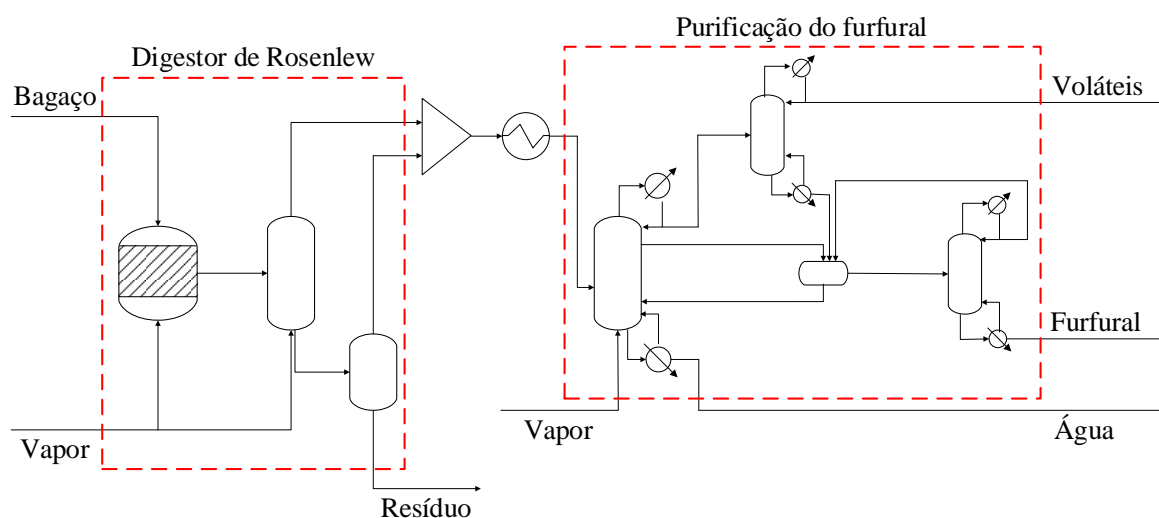 Purificação do furfural
Digestor de Rosenlew
Bagaço
Voláteis
Furfural
Vapor
Vapor
Água
Resíduo